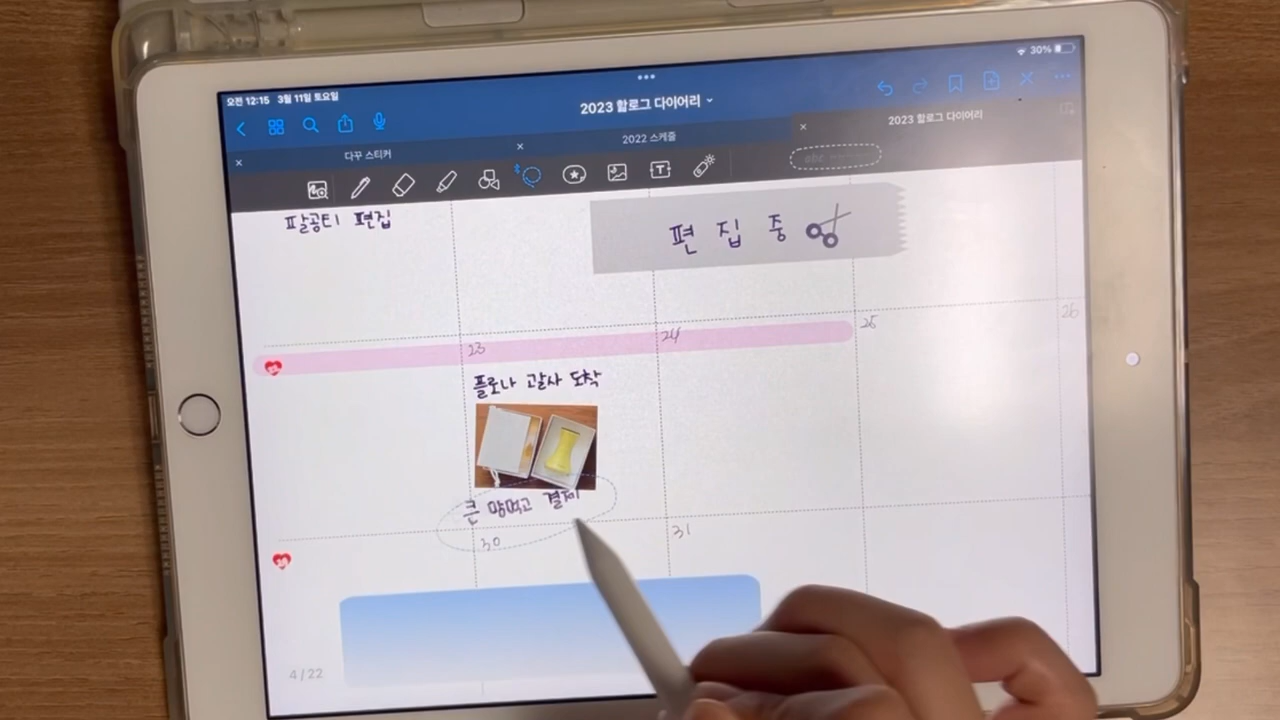 오전 12:15 3월 11일 토요일
30%
2023 할로그 다이어리
다꾸 스티커
2022 스케줄
2023 할로그 다이어리
T
팔공티 편집
편집중
23
24
25
26
플로나 괄사 도착
큰 맘먹고 결제
30
31
4/22